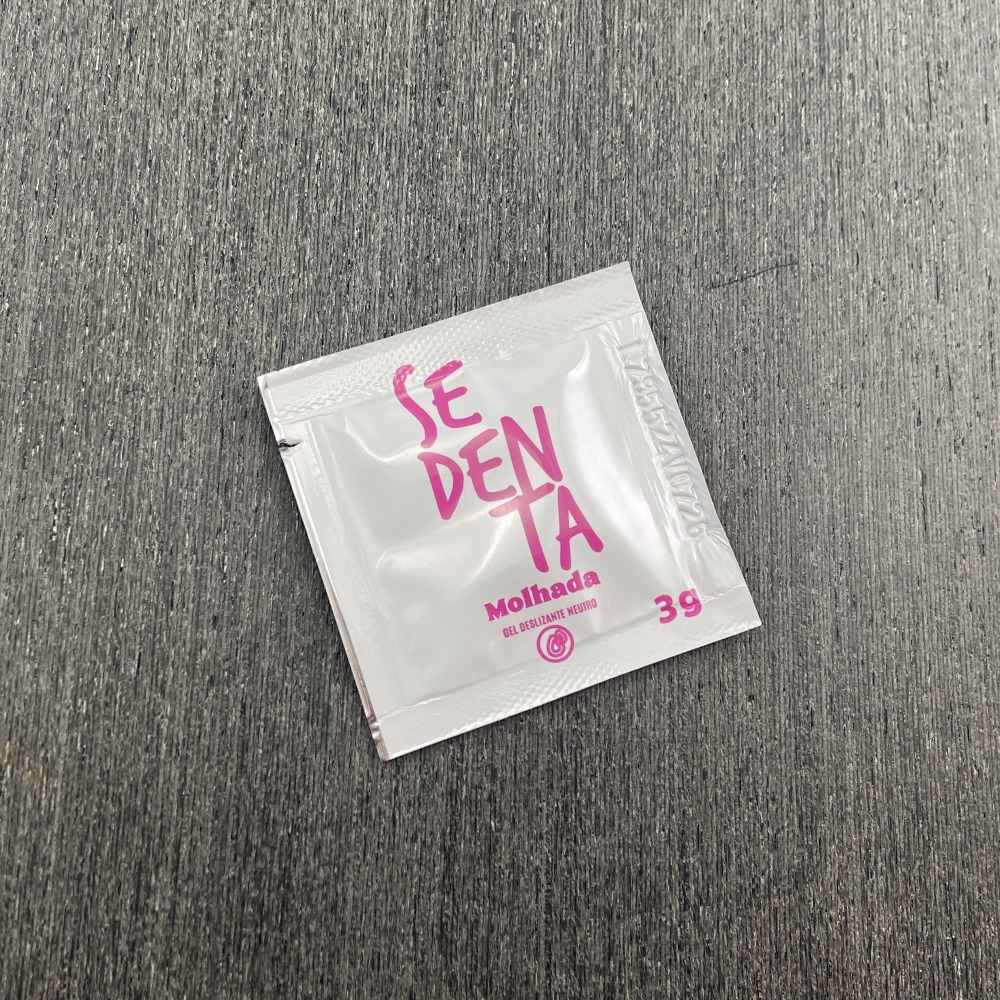 SE
DEN
TA
Molhada
GEL DESLIZANTE NEUTRO
3g